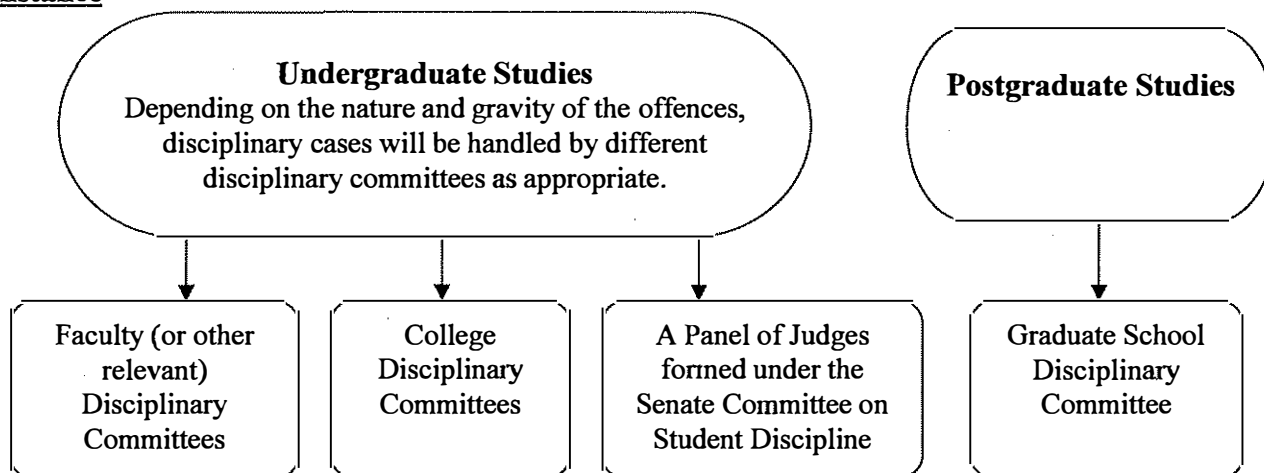 Undergraduate Studies
Depending on the nature and gravity of the offences,
disciplinary cases will be handled by different
disciplinary committees as appropriate.
Postgraduate Studies
Faculty (or other
relevant)
Disciplinary
Committees
College
Disciplinary
Committees
A Panel of Judges
formed under the
Senate Committee on
Student Discipline
Graduate School
Disciplinary
Committee